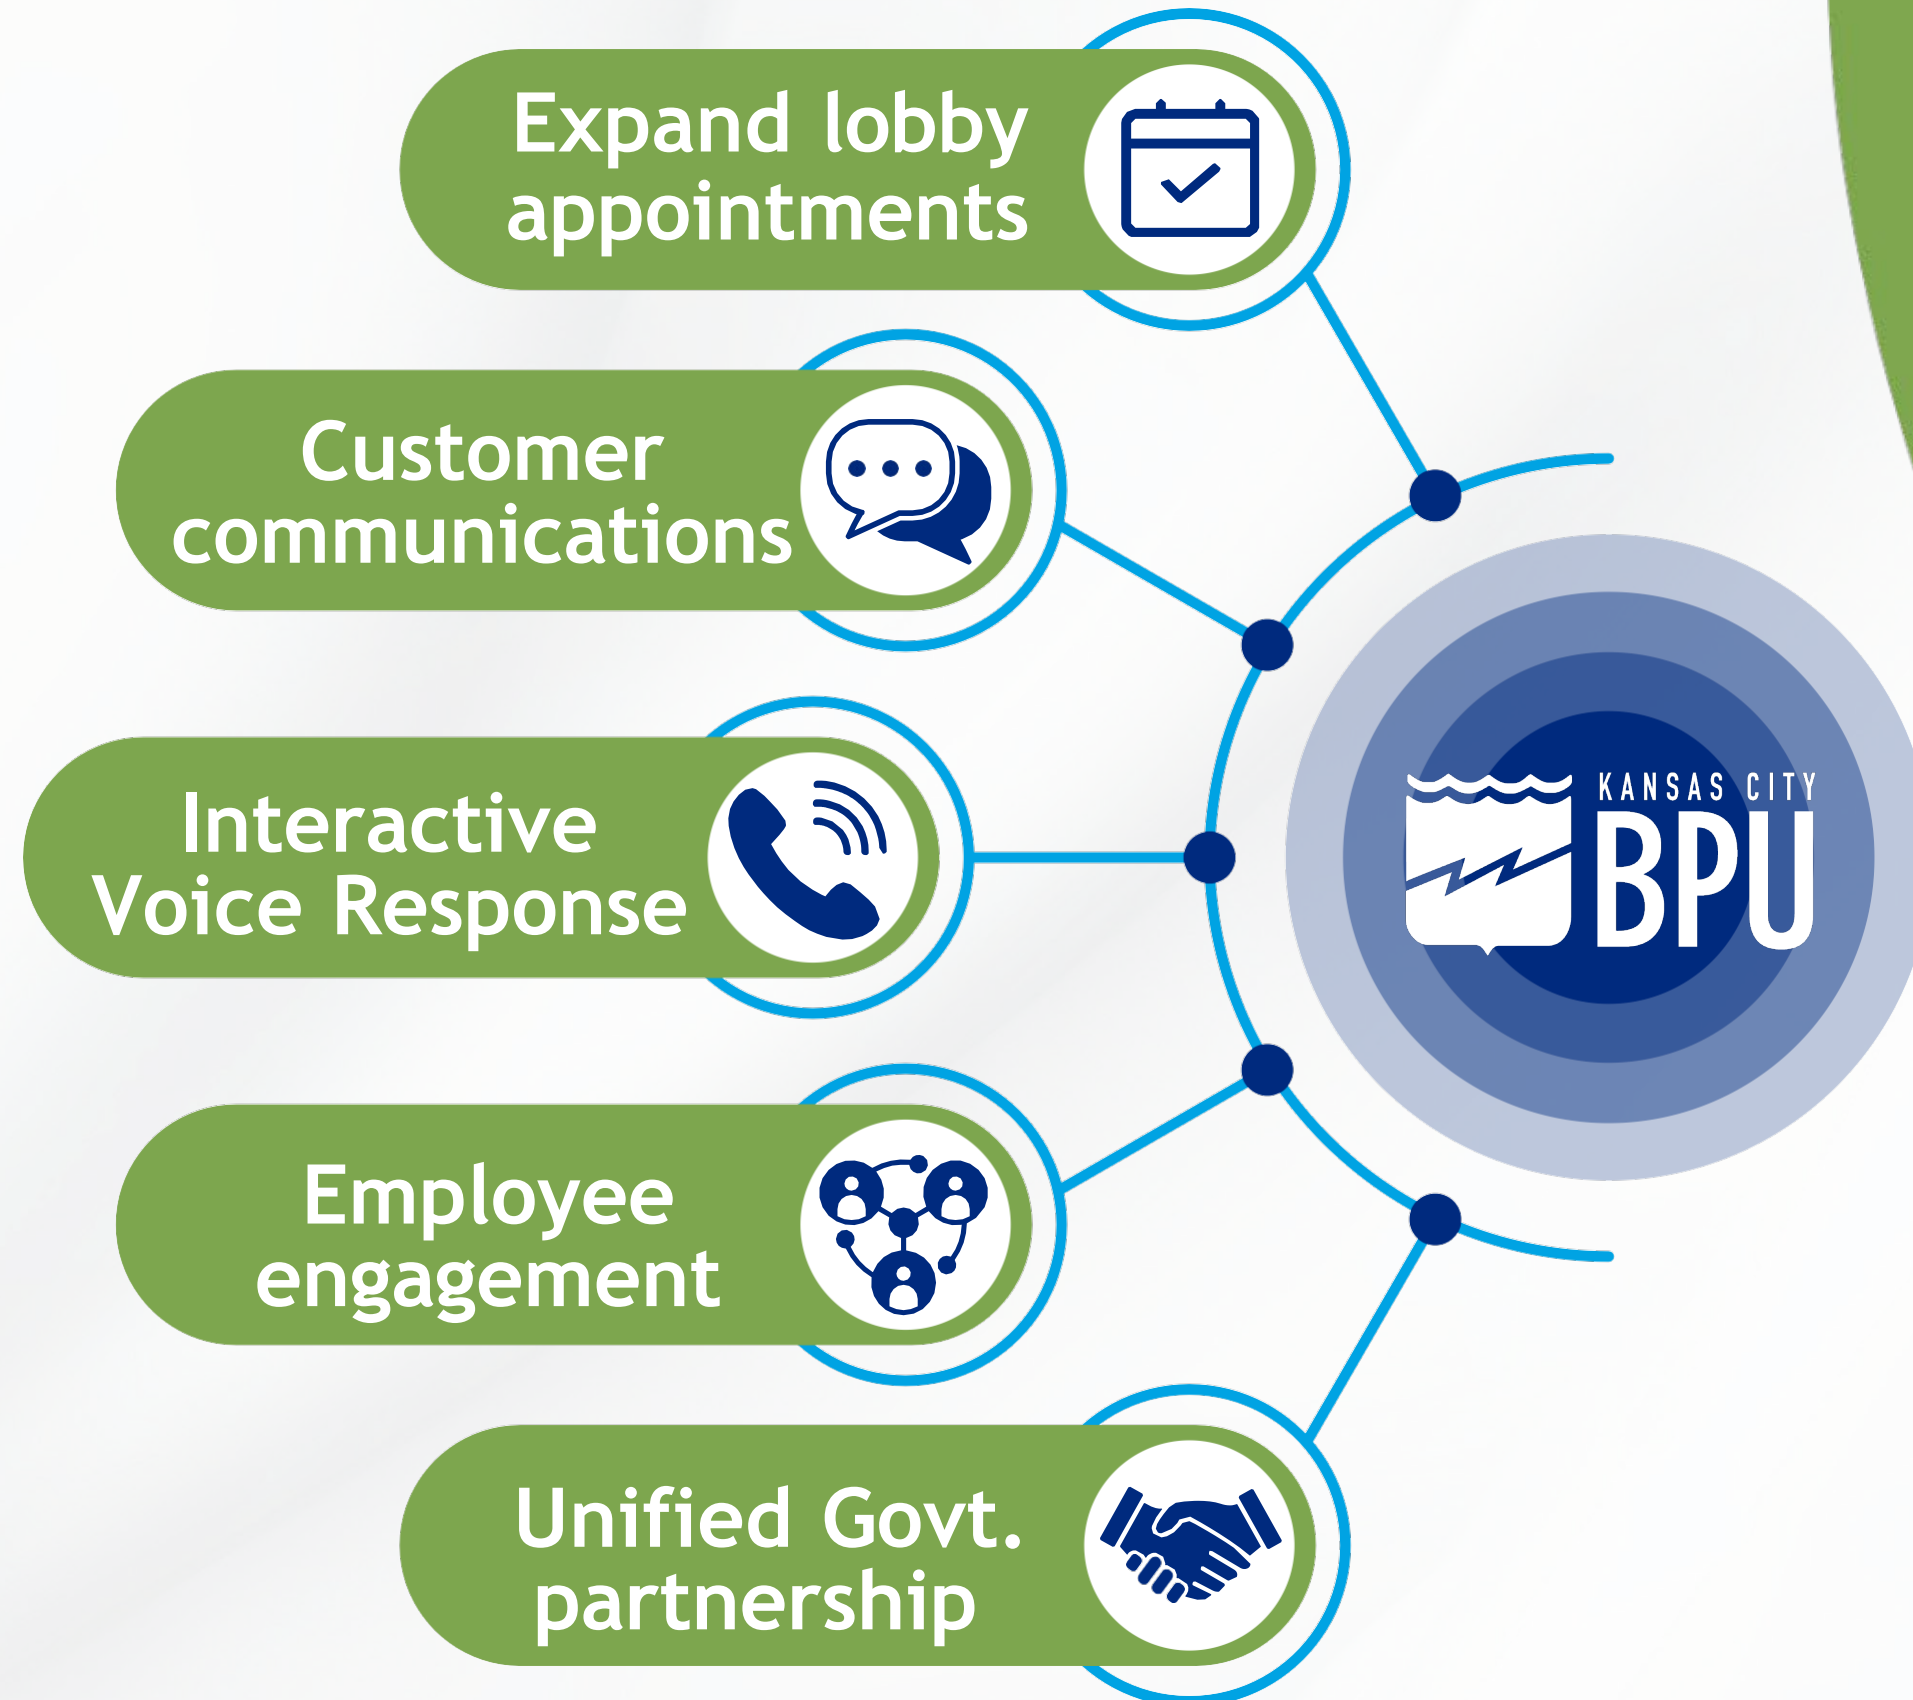 Expand lobby
appointments
Customer
communications
Interactive
Voice Response
KANSAS CITY
BPU
Employee
engagement
Unified Govt.
partnership